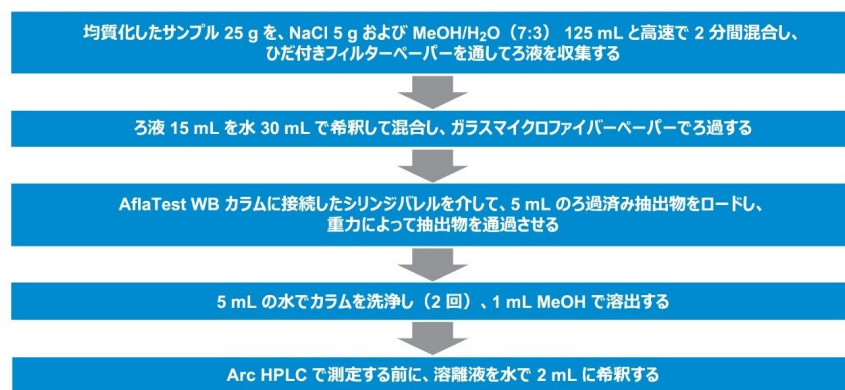 均質化したサンプル 25 g を、NaCl 5 g および MeOH/H₂O（7:3） 125 mL と高速で 2 分間混合し、
ひだ付きフィルターペーパーを通してろ液を収集する
ろ液 15 mL を水 30 mL で希釈して混合し、ガラスマイクロファイバーペーパーでろ過する
AflaTest WB カラムに接続したシリンジバレルを介して、5 mL のろ過済み抽出物をロードし、
重力によって抽出物を通過させる
5 mL の水でカラムを洗浄し（2 回）、1 mL MeOH で溶出する
Arc HPLC で測定する前に、溶離液を水で 2 mL に希釈する